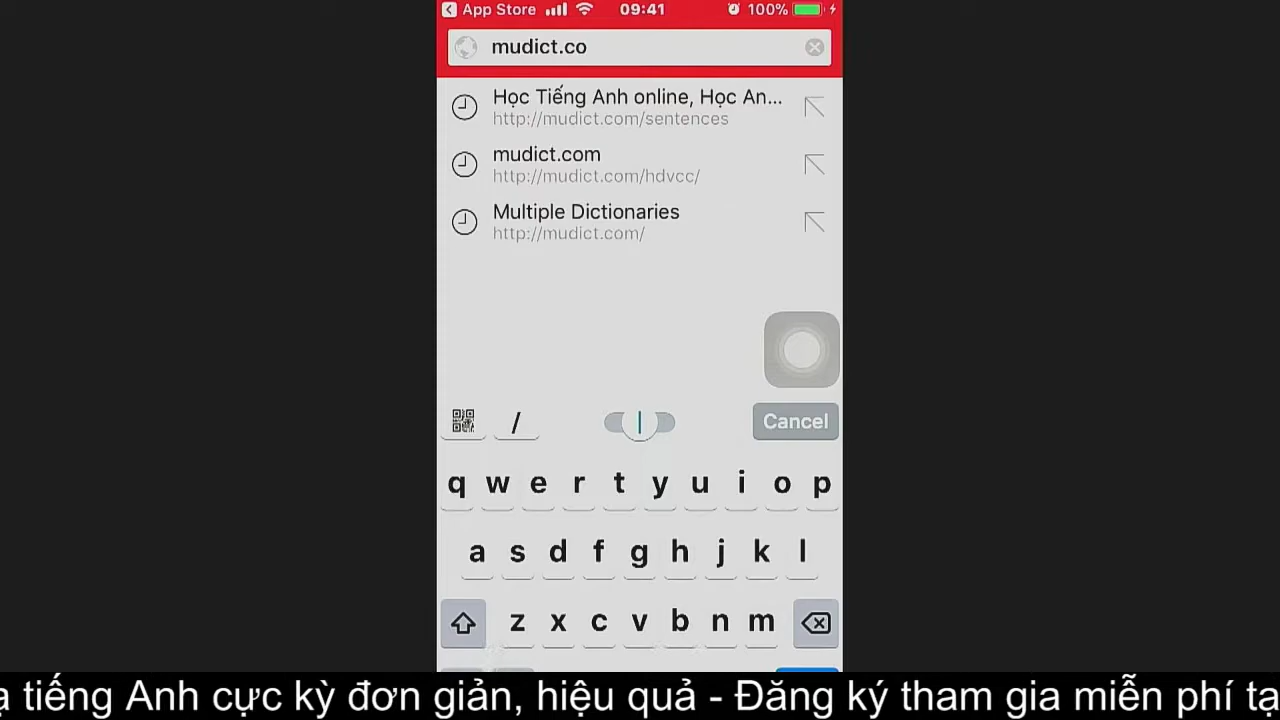 App Store 09:41 100%
mudict.co
Học Tiếng Anh online, Học An...
http://mudict.com/sentences
mudict.com
http://mudict.com/hdvcc/
Multiple Dictionaries
http://mudict.com/
/ Cancel
q w e r t y u i o p
a s d f g h j k l
z x c v b n m
tiếng Anh cực kỳ đơn giản, hiệu quả - Đăng ký tham gia miễn phí